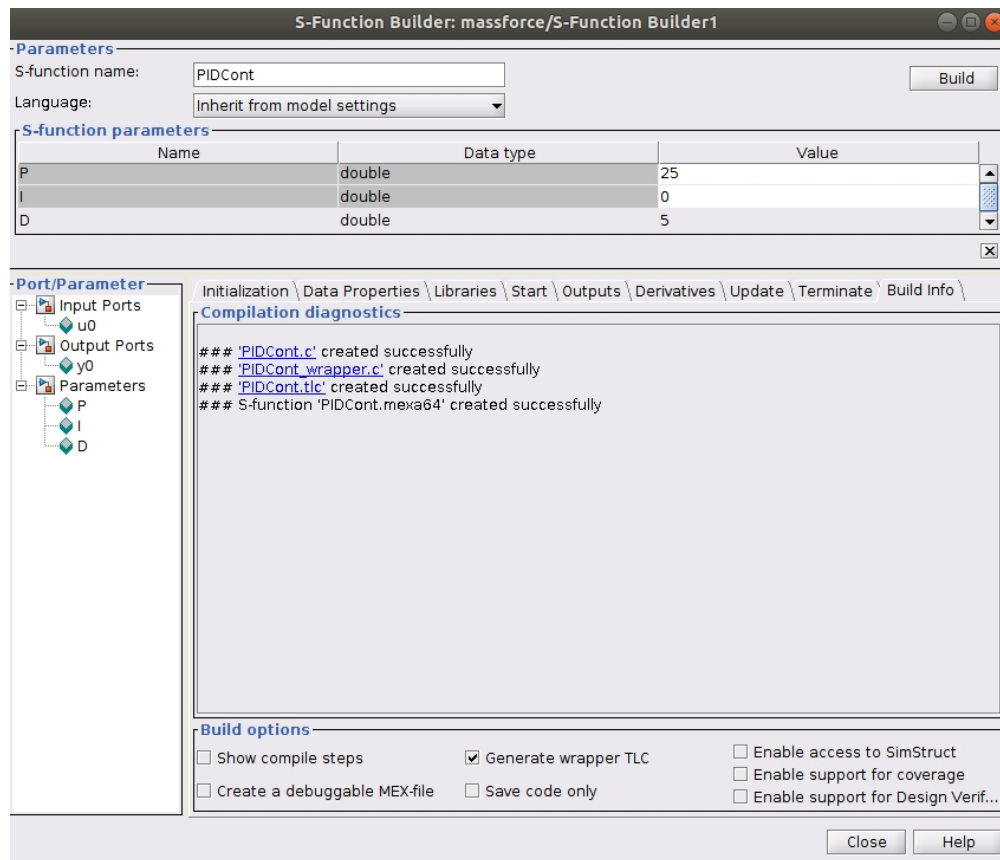 S-Function Builder: massforce/S-Function Builder1
Parameters
S-function name: PIDCont Build
Language: Inherit from model settings
S-function parameters
Name Data type Value
P double 25
I double 0
D double 5
Port/Parameter
Input Ports
u0
Output Ports
y0
Parameters
P
I
D
Initialization Data Properties Libraries Start Outputs Derivatives Update Terminate Build Info
Compilation diagnostics
### 'PIDCont.c' created successfully
### 'PIDCont_wrapper.c' created successfully
### 'PIDCont.tlc' created successfully
### S-function 'PIDCont.mexa64' created successfully
Build options
Show compile steps Generate wrapper TLC Enable access to SimStruct
Enable support for coverage
Create a debuggable MEX-file Save code only Enable support for Design Verif...
Close Help